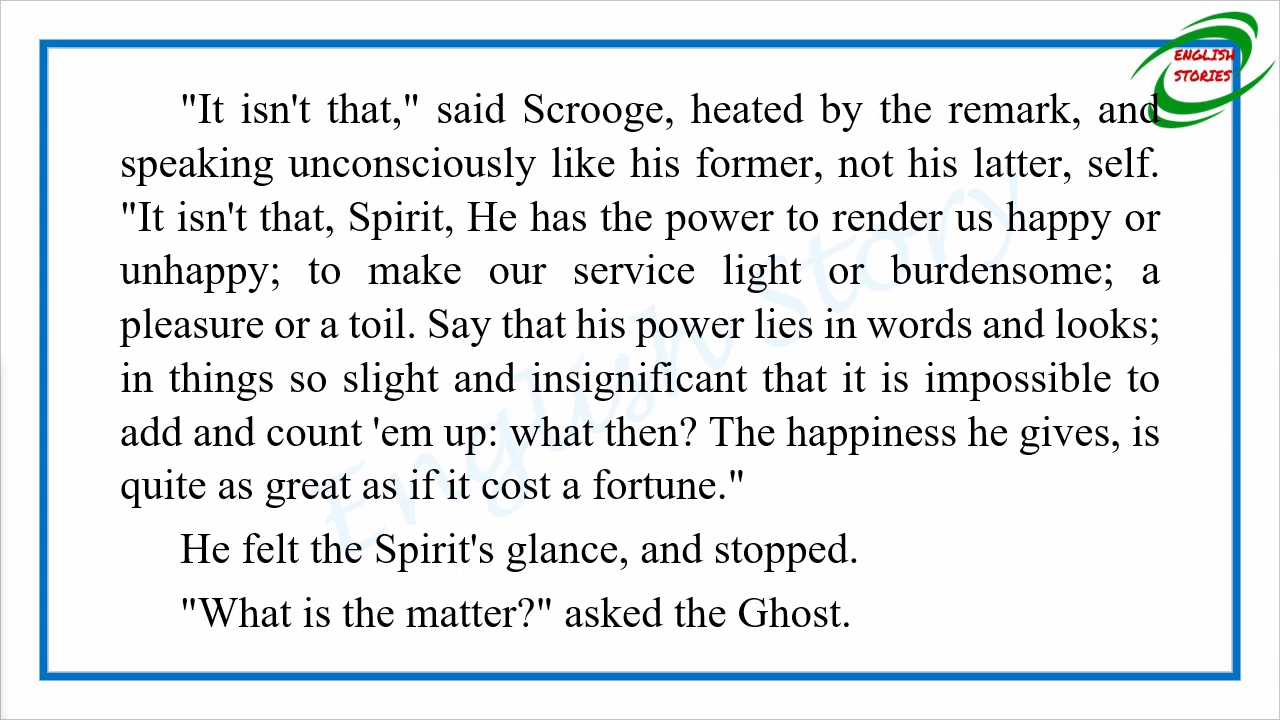 ENGLISH
STORIES
"It isn't that," said Scrooge, heated by the remark, and
speaking unconsciously like his former, not his latter, self.
"It isn't that, Spirit, He has the power to render us happy or
unhappy; to make our service light or burdensome; a
pleasure or a toil. Say that his power lies in words and looks;
in things so slight and insignificant that it is impossible to
add and count 'em up: what then? The happiness he gives, is
quite as great as if it cost a fortune."
He felt the Spirit's glance, and stopped.
"What is the matter?" asked the Ghost.
English Story